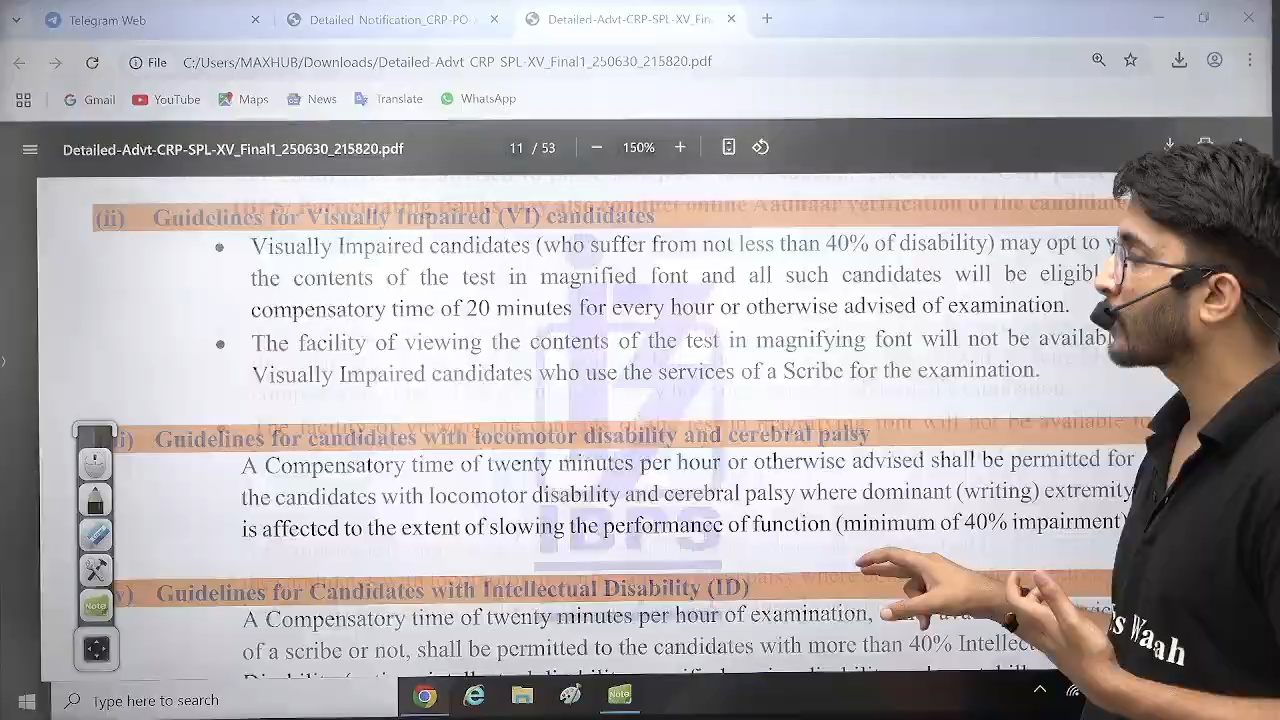 Telegram Web
Detailed Notification_CRP-PO-
Detailed-Advt-CRP-SPL-XV_Fin
File C:/Users/MAXHUB/Downloads/Detailed-Advt CRP SPL-XV_Final1_250630_215820.pdf
Gmail YouTube Maps News Translate WhatsApp
Detailed-Advt-CRP-SPL-XV_Final1_250630_215820.pdf 11 / 53 150%
(ii) Guidelines for Visually Impaired (VI) candidates
• Visually Impaired candidates (who suffer from not less than 40% of disability) may opt to
the contents of the test in magnified font and all such candidates will be
compensatory time of 20 minutes for every hour or otherwise advised of examination.
• The facility of viewing the contents of the test in magnifying font will not be
Visually Impaired candidates who use the services of a Scribe for the examination.
Guidelines for candidates with locomotor disability and cerebral palsy
A Compensatory time of twenty minutes per hour or otherwise advised shall be permitted for
the candidates with locomotor disability and cerebral palsy where dominant (writing) extremity
is affected to the extent of slowing the performance of function (minimum of 40% impairment)
Guidelines for Candidates with Intellectual Disability (ID)
A Compensatory time of twenty minutes per hour of examination,
of a scribe or not, shall be permitted to the candidates with more than 40%
IBPS
Note
Type here to search
Note